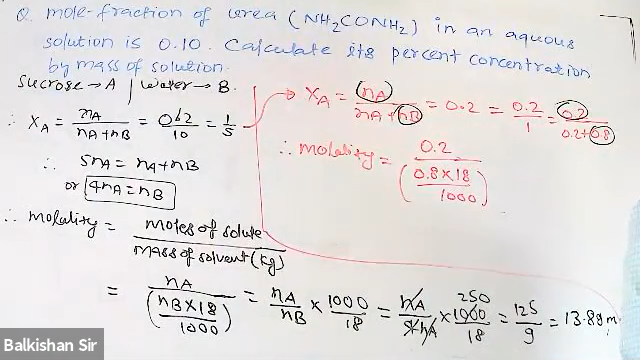 Q. mole-fraction of urea (NH₂CONH₂) in an aquous
solution is 0.10. Calculate its percent concentration
by mass of solution.
sucrose → A | water → B.
∴ XA = nA/(nA+nB) = 0.2/10 = 1/5
∴ 5nA = nA+nB
or 4nA = nB
∴ molality = moles of solute / mass of solvent (kg)
= nA/(nB×18/1000) = nA/nB × 1000/18 = nA/4nA × 1000/18 250 = 125/9 = 13.89m
→ XA = nA/(nA+nB) = 0.2 = 0.2/1 = 0.2/(0.2+0.8)
∴ molality = 0.2/(0.8×18/1000)
Balkishan Sir